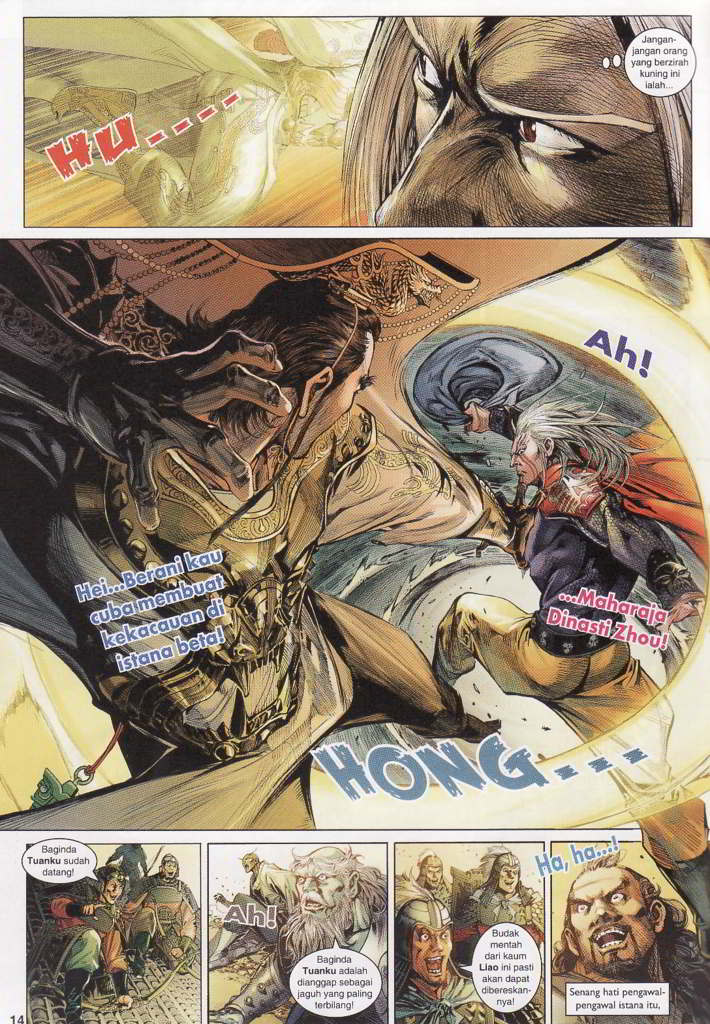 Jangan-
jangan orang
yang berzirah
kuning ini
ialah...
HU----
Ah!
Hei...Berani kau
cuba membuat
kekacauan di
istana beta!
...Maharaja
Dinasti Zhou!
HONG---
Baginda
Tuanku sudah
datang!
Ah!
Baginda
Tuanku adalah
dianggap sebagai
jaguh yang paling
terbilang!
Budak
mentah
dari kaum
Liao ini pasti
akan dapat
dibereskan-
nya!
Ha, ha...!
Senang hati pengawal-
pengawal istana itu,
14